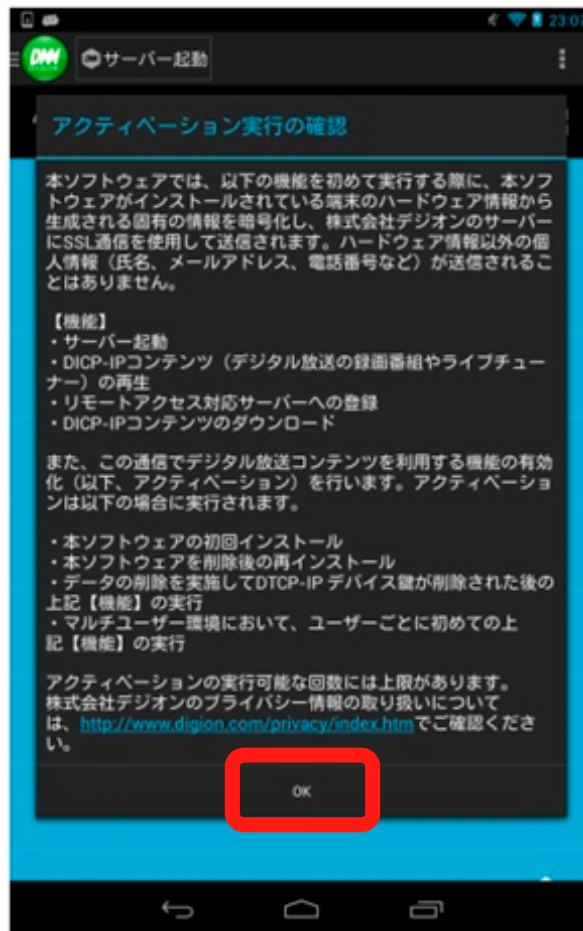 23:07
DMN サーバー起動
アクティベーション実行の確認
本ソフトウェアでは、以下の機能を初めて実行する際に、本ソフ
トウェアがインストールされている端末のハードウェア情報から
生成される固有の情報を暗号化し、株式会社デジオンのサーバー
にSSL通信を使用して送信されます。ハードウェア情報以外の個
人情報（氏名、メールアドレス、電話番号など）が送信されるこ
とはありません。
【機能】
・サーバー起動
・DICP-IPコンテンツ（デジタル放送の録画番組やライブチュー
ナー）の再生
・リモートアクセス対応サーバーへの登録
・DICP-IPコンテンツのダウンロード
また、この通信でデジタル放送コンテンツを利用する機能の有効
化（以下、アクティベーション）を行います。アクティベーショ
ンは以下の場合に実行されます。
・本ソフトウェアの初回インストール
・本ソフトウェアを削除後の再インストール
・データの削除を実施してDTCP-IP デバイス鍵が削除された後の
上記【機能】の実行
・マルチユーザー環境において、ユーザーごとに初めての上
記【機能】の実行
アクティベーションの実行可能な回数には上限があります。
株式会社デジオンのプライバシー情報の取り扱いについて
は、http://www.digion.com/privacy/index.htmでご確認くださ
い。
OK